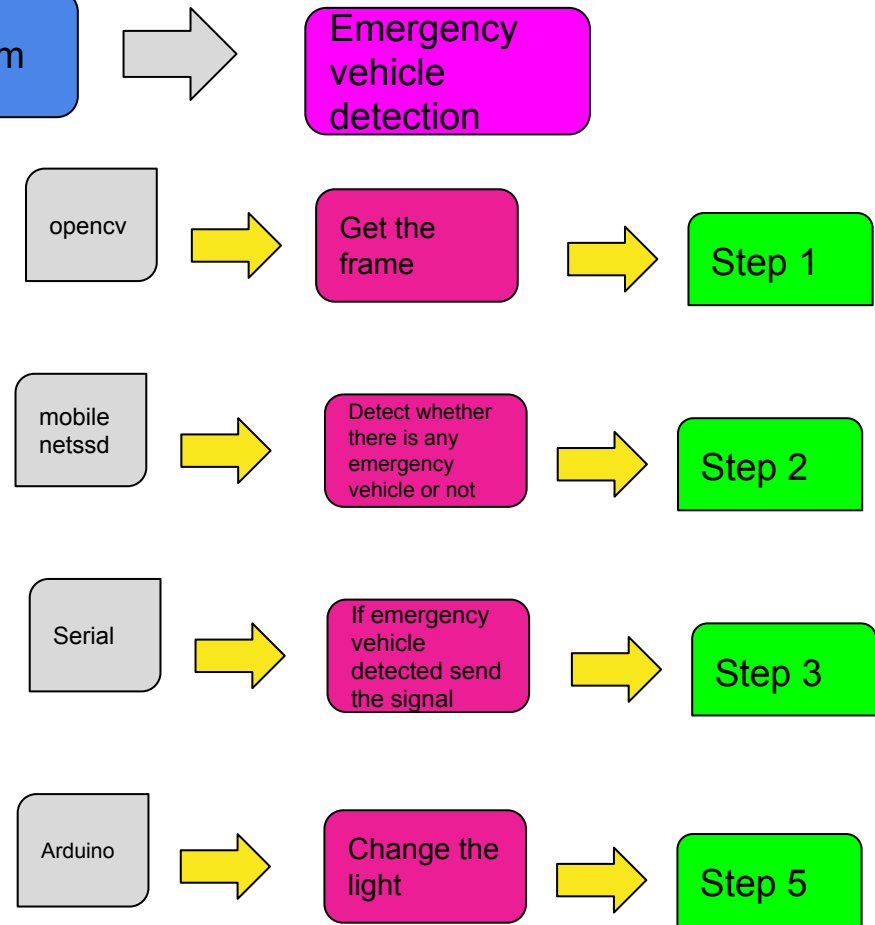 m
Emergency
vehicle
detection
opencv
Get the
frame
Step 1
mobile
netssd
Detect whether
there is any
emergency
vehicle or not
Step 2
Serial
If emergency
vehicle
detected send
the signal
Step 3
Arduino
Change the
light
Step 5